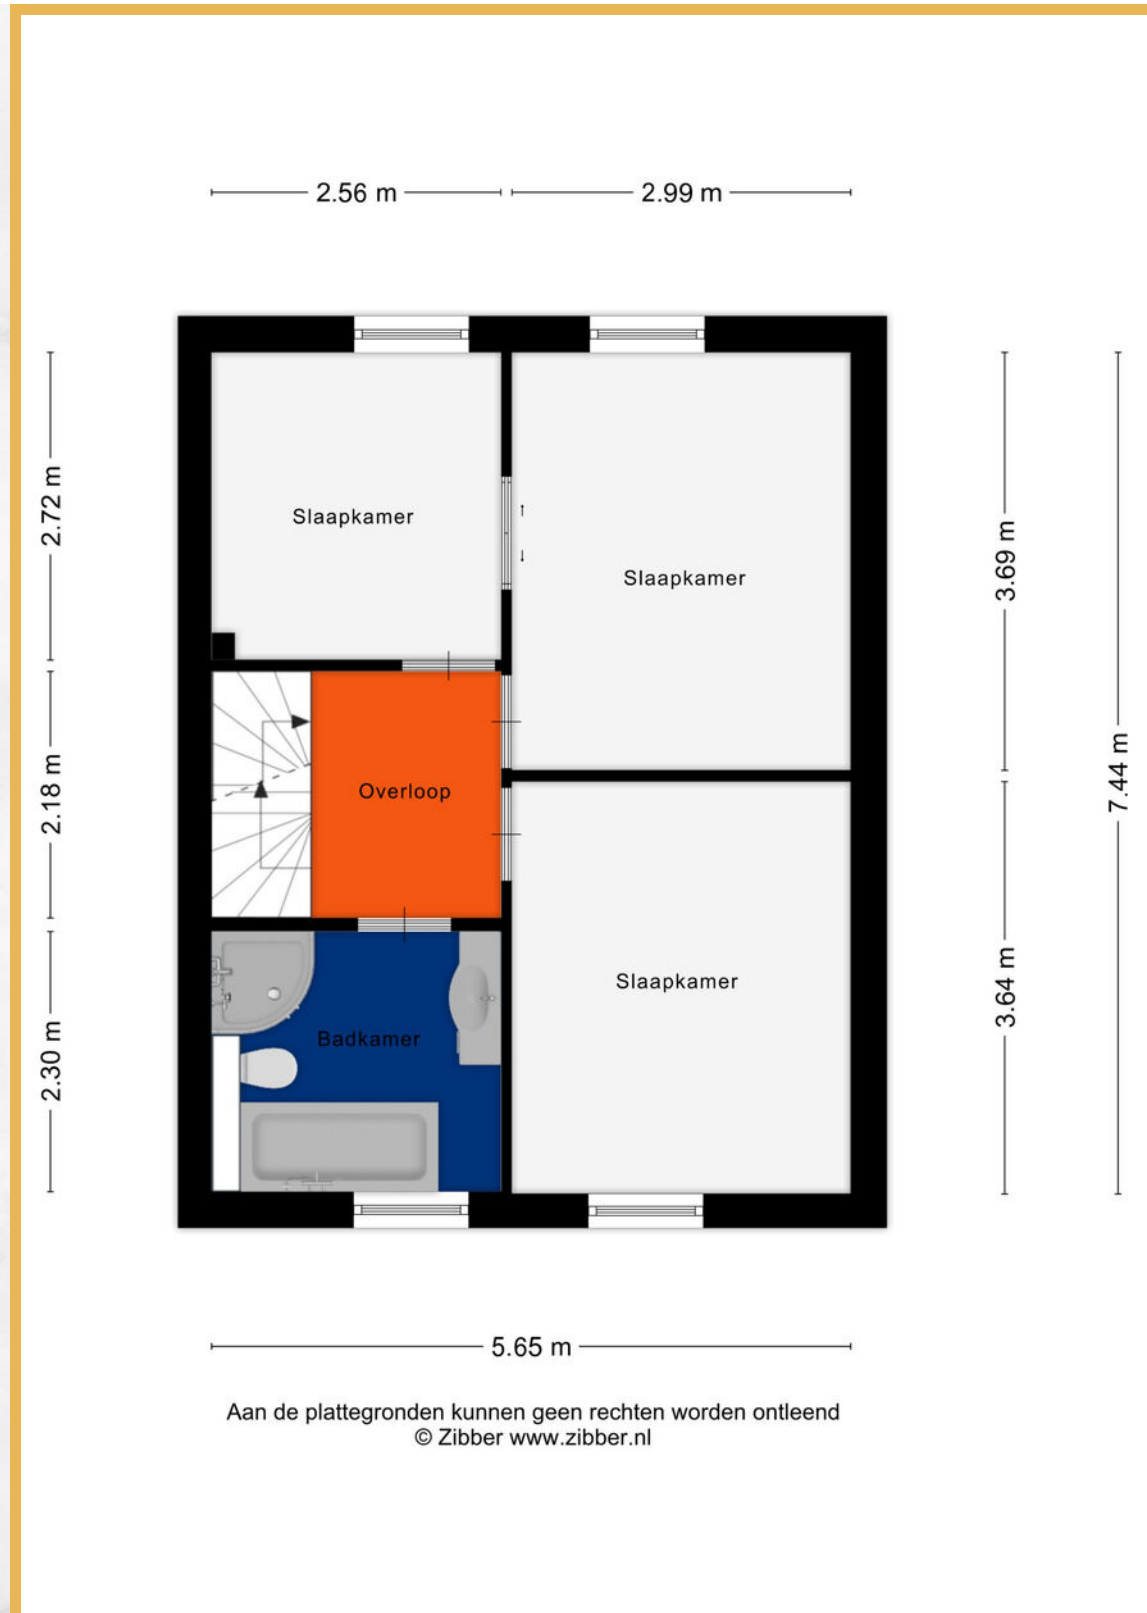 2.56 m
2.99 m
2.72 m
Slaapkamer
3.69 m
Slaapkamer
2.18 m
Overloop
7.44 m
Slaapkamer
3.64 m
Badkamer
2.30 m
5.65 m
Aan de plattegronden kunnen geen rechten worden ontleend
© Zibber www.zibber.nl